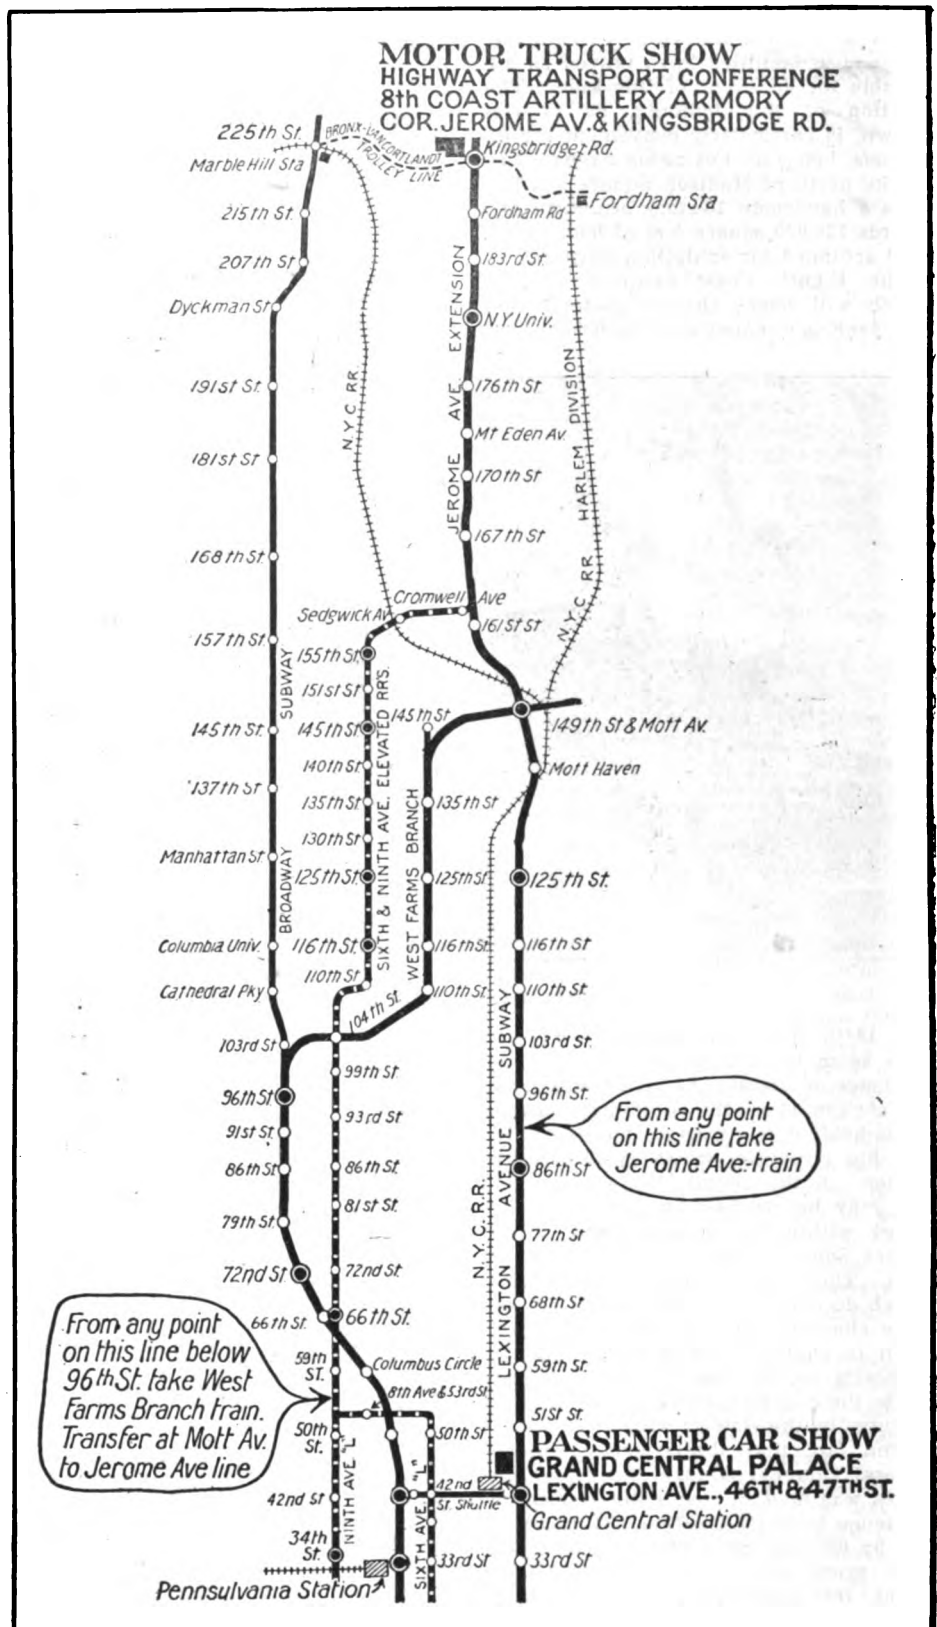 MOTOR TRUCK SHOW
HIGHWAY TRANSPORT CONFERENCE
8th COAST ARTILLERY ARMORY
COR. JEROME AV. & KINGSBRIDGE RD.
225th St.
Marble Hill Sta
BRONX-VANCORTLANDT
TROLLEY LINE
Kingsbridge Rd.
Fordham Sta
215th St.
207th St
Dyckman St
191st St.
181st St
168th St.
157th St.
145th St.
137th St
Manhattan St
Columbia Univ.
Cathedral Pky
103rd St
96th St
91st St.
86th St
79th St
72nd St
66th St.
BROADWAY SUBWAY
N.Y.C RR.
Fordham Rd
183rd St
N.Y Univ.
176th St
Mt Eden Av.
170th St
167th St
161st St
JEROME AVE. EXTENSION
N.Y.C RR HARLEM DIVISION
Cromwell Ave
Sedgwick Av
155th St.
151st St
145th St
140th St
135th St
130th St
125th St
116th St.
110th St
SIXTH & NINTH AVE. ELEVATED RRS.
145th St
135th St
125th St
116th St.
110th St
104th St.
WEST FARMS BRANCH
149th St & Mott Av.
Mott Haven
125th St.
116th St
110th St.
103rd St.
96th St.
86th St
77th St
68th St.
59th St.
51st St.
LEXINGTON AVENUE SUBWAY
N.Y.C.R.R.
From any point
on this line take
Jerome Ave.-train
99th St.
93rd St
86th St.
81st St.
72nd St.
66th St.
59th
ST.
50th
St.
42nd St
34th
St.
NINTH AVE "L"
From any point
on this line below
96th St. take West
Farms Branch train.
Transfer at Mott Av.
to Jerome Ave line
Columbus Circle
8th Ave & 53rd St
50th St
42nd
St. Shuttle
33rd St
SIXTH AVE. "L"
PASSENGER CAR SHOW
GRAND CENTRAL PALACE
LEXINGTON AVE., 46TH & 47TH ST.
Grand Central Station
33rd St
Pennsulvania Station